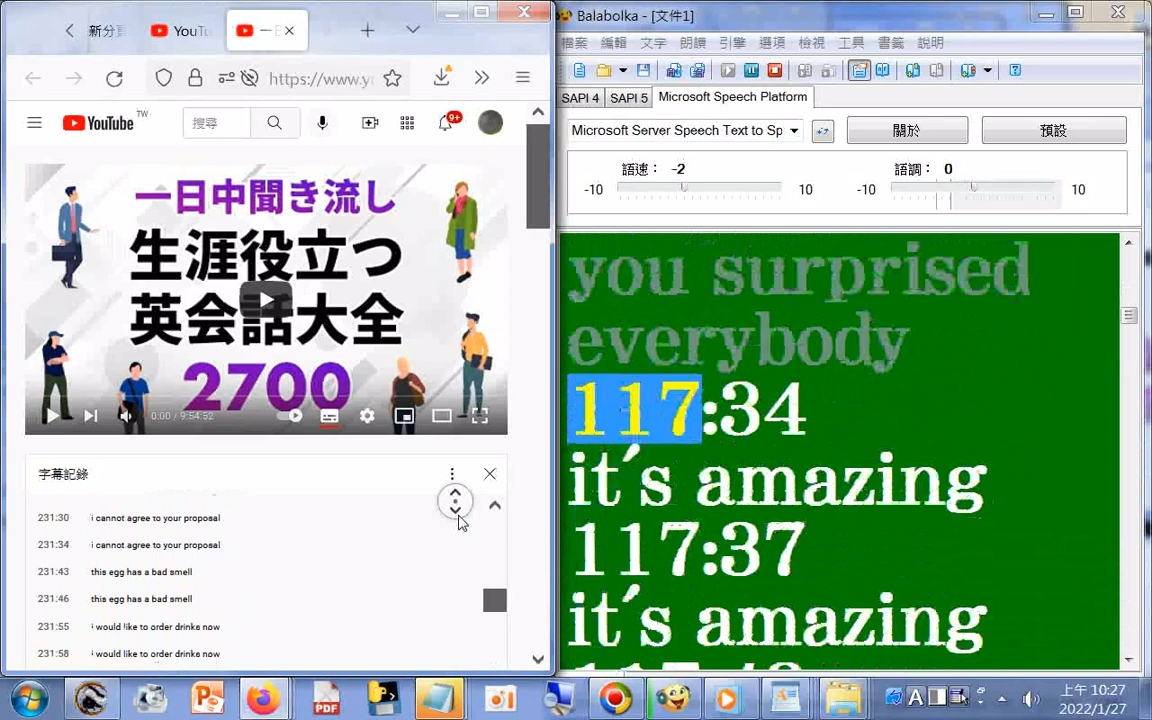 新分
YouTu
一
https://www.y
YouTube TW
搜尋
9+
一日中聞き流し
生涯役立つ
英会話大全
2700
0:00 / 9:54:52
字幕記錄
231:30 i cannot agree to your proposal
231:34 i cannot agree to your proposal
231:43 this egg has a bad smell
231:46 this egg has a bad smell
231:55 i would like to order drinks now
231:58 i would like to order drinks now
Balabolka - [文件1]
檔案 編輯 文字 朗讀 引擎 選項 檢視 工具 書籤 說明
SAPI 4 SAPI 5 Microsoft Speech Platform
Microsoft Server Speech Text to Sp
關於
預設
語速： -2
-10 10
語調： 0
-10 10
you surprised
everybody
117:34
it's amazing
117:37
it's amazing
PDF
A
上午 10:27
2022/1/27